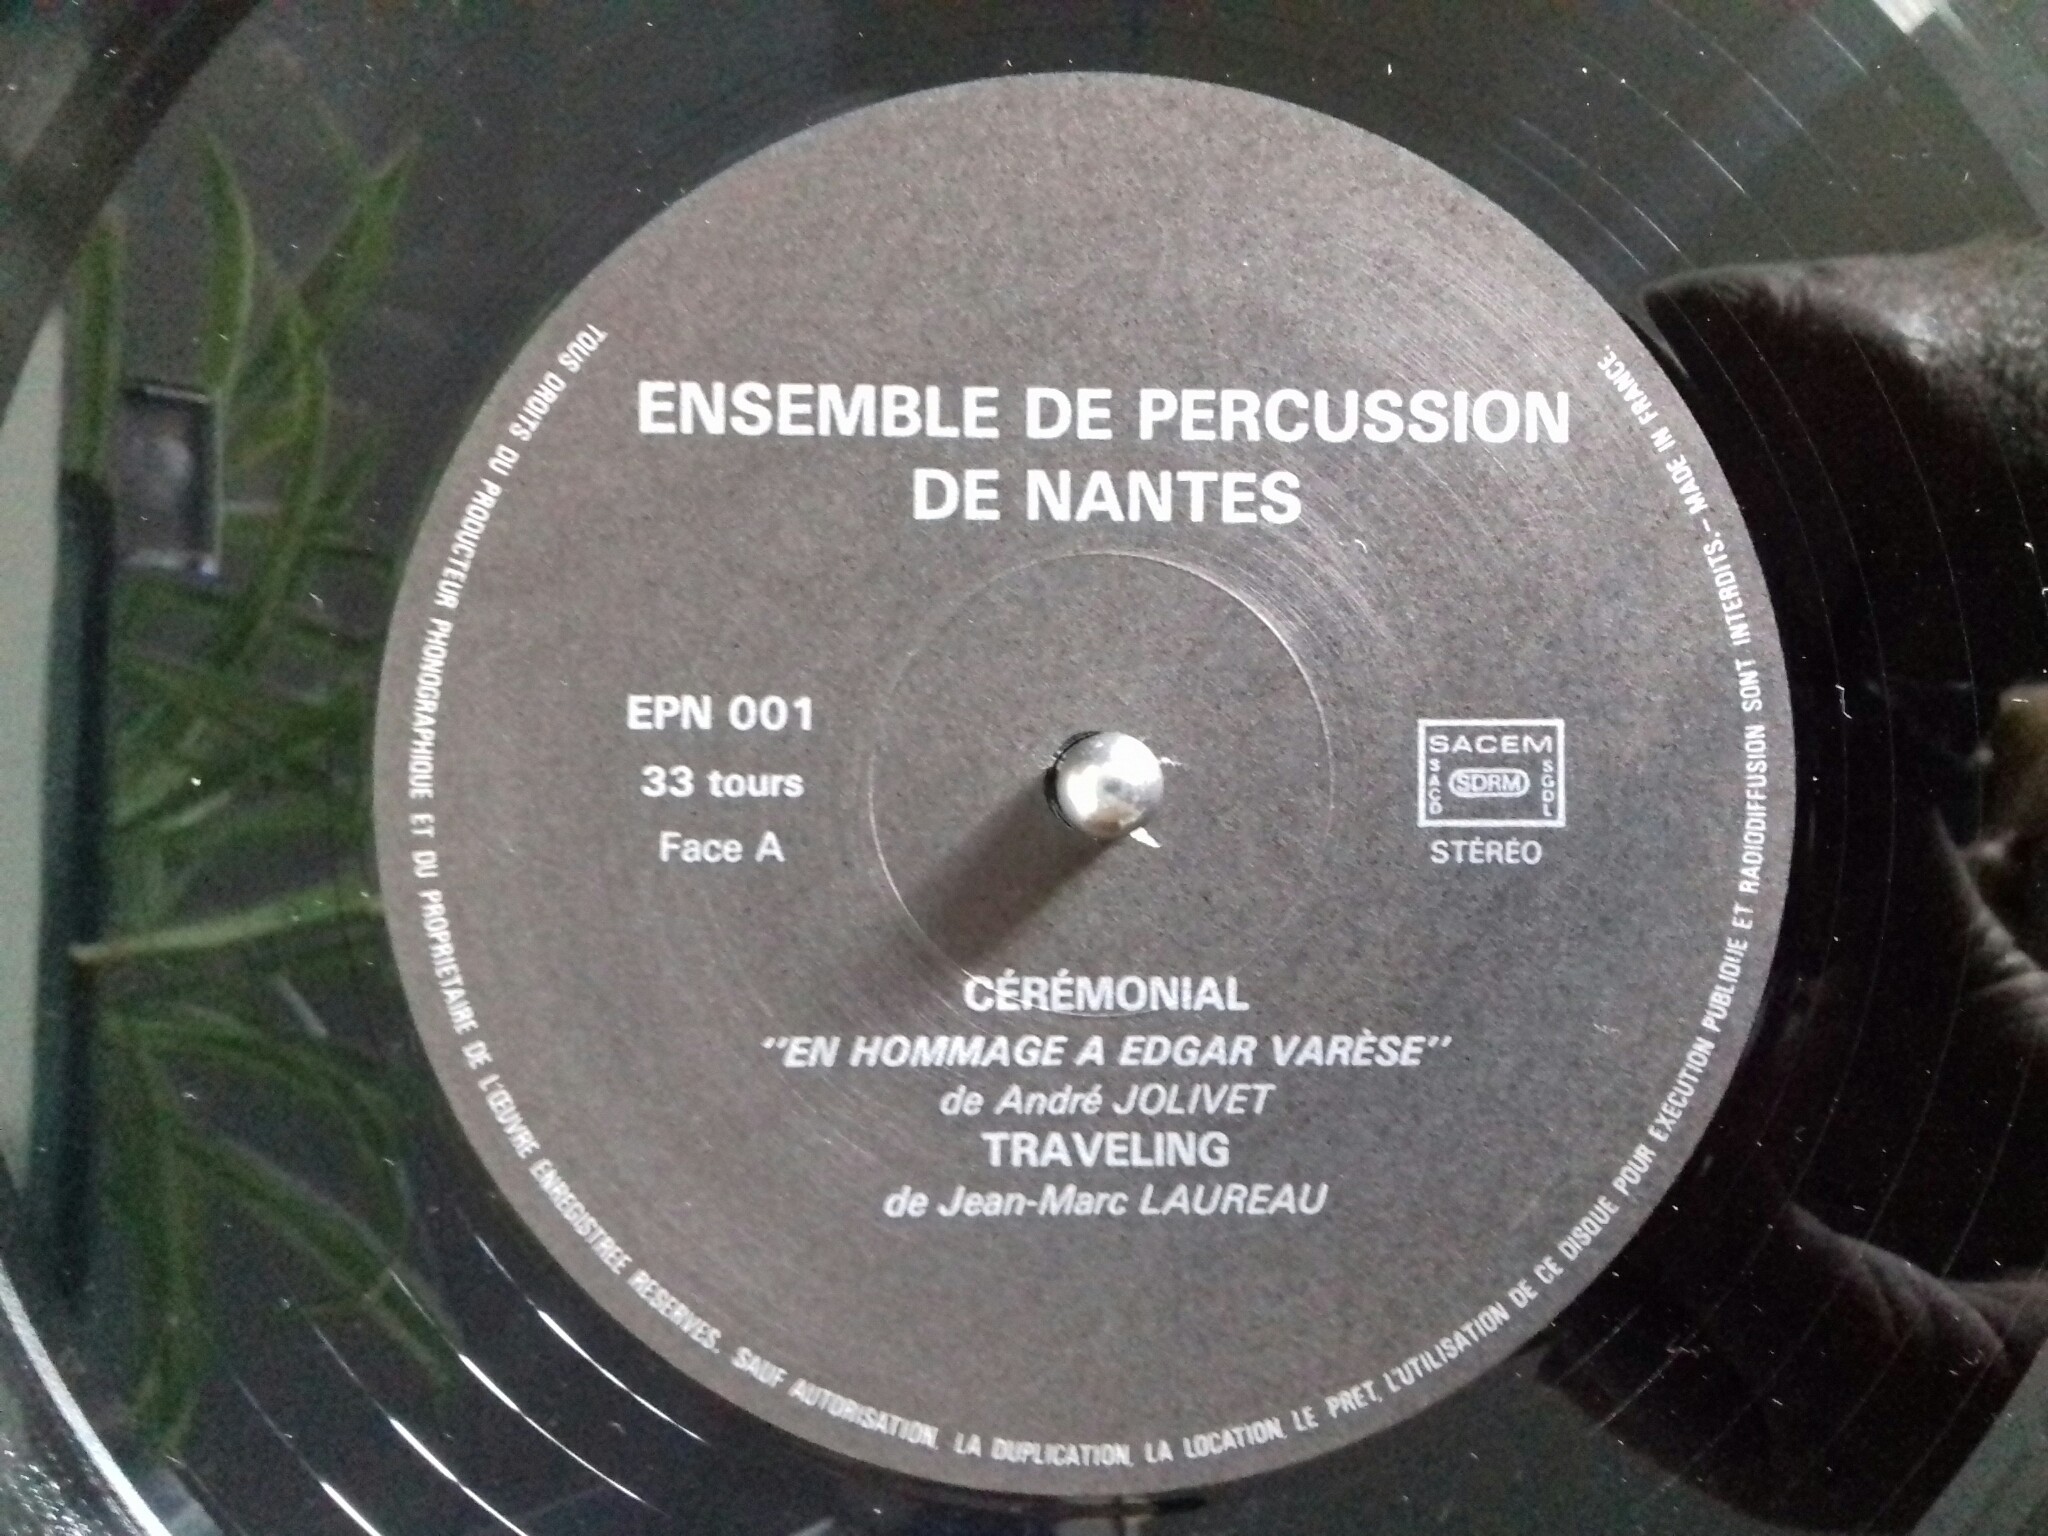 ENSEMBLE DE PERCUSSION
DE NANTES
EPN 001
33 tours
Face A
SACEM
SACD
SDRM
SGDL
STÉRÉO
CÉRÉMONIAL
"EN HOMMAGE A EDGAR VARÈSE"
de André JOLIVET
TRAVELING
de Jean-Marc LAUREAU
TOUS DROITS DU PRODUCTEUR PHONOGRAPHIQUE ET DU PROPRIETAIRE DE L'ŒUVRE ENREGISTREE RESERVES. SAUF AUTORISATION, LA DUPLICATION, LA LOCATION, LE PRET, L'UTILISATION DE CE DISQUE POUR EXECUTION PUBLIQUE ET RADIODIFFUSION SONT INTERDITS. – MADE IN FRANCE.